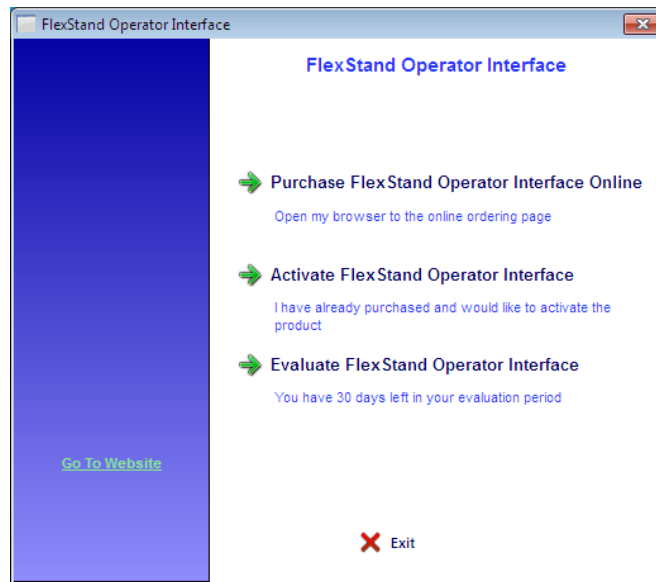 FlexStand Operator Interface
FlexStand Operator Interface
Purchase FlexStand Operator Interface Online
Open my browser to the online ordering page
Activate FlexStand Operator Interface
I have already purchased and would like to activate the
product
Evaluate FlexStand Operator Interface
You have 30 days left in your evaluation period
Go To Website
Exit